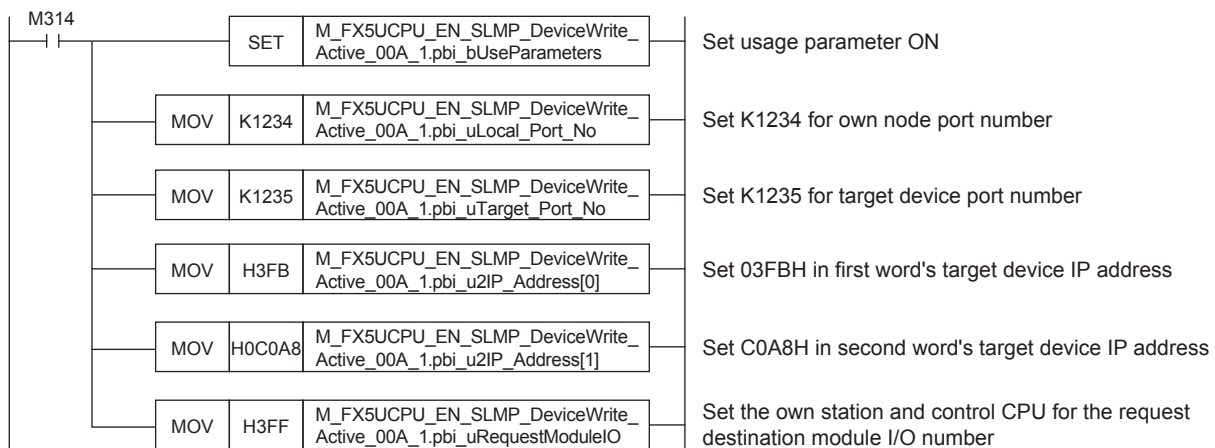 M314
SET
M_FX5UCPU_EN_SLMP_DeviceWrite_
Active_00A_1.pbi_bUseParameters
Set usage parameter ON
MOV
K1234
M_FX5UCPU_EN_SLMP_DeviceWrite_
Active_00A_1.pbi_uLocal_Port_No
Set K1234 for own node port number
MOV
K1235
M_FX5UCPU_EN_SLMP_DeviceWrite_
Active_00A_1.pbi_uTarget_Port_No
Set K1235 for target device port number
MOV
H3FB
M_FX5UCPU_EN_SLMP_DeviceWrite_
Active_00A_1.pbi_u2IP_Address[0]
Set 03FBH in first word's target device IP address
MOV
H0C0A8
M_FX5UCPU_EN_SLMP_DeviceWrite_
Active_00A_1.pbi_u2IP_Address[1]
Set C0A8H in second word's target device IP address
MOV
H3FF
M_FX5UCPU_EN_SLMP_DeviceWrite_
Active_00A_1.pbi_uRequestModuleIO
Set the own station and control CPU for the request
destination module I/O number